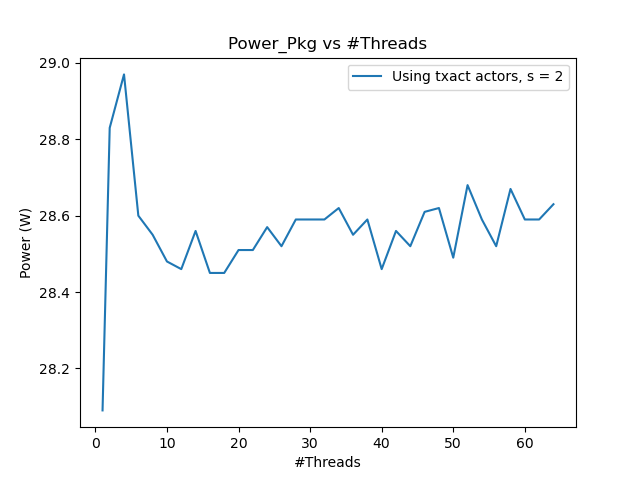 Power_Pkg vs #Threads
Using txact actors, s = 2
29.0
28.8
28.6
28.4
28.2
Power (W)
0 10 20 30 40 50 60
#Threads